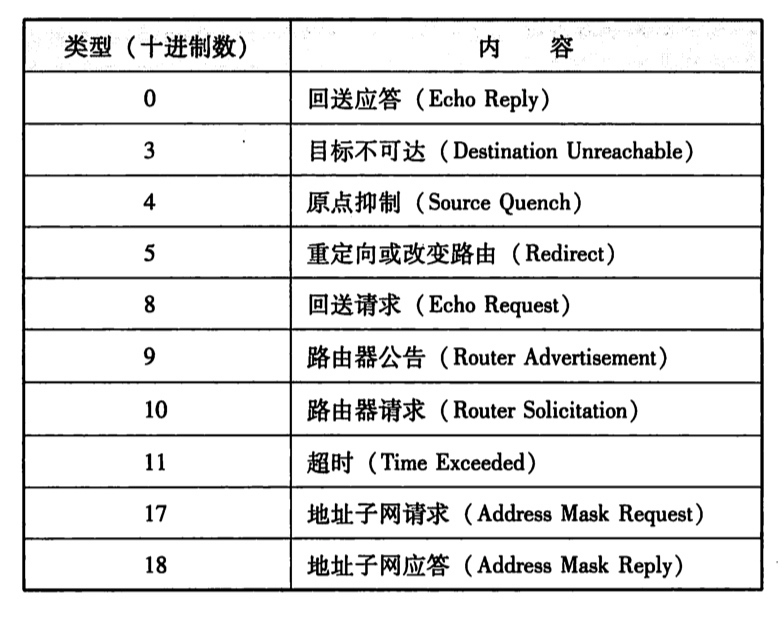 类型（十进制数） 内 容
0 回送应答（Echo Reply）
3 目标不可达（Destination Unreachable）
4 原点抑制（Source Quench）
5 重定向或改变路由（Redirect）
8 回送请求（Echo Request）
9 路由器公告（Router Advertisement）
10 路由器请求（Router Solicitation）
11 超时（Time Exceeded）
17 地址子网请求（Address Mask Request）
18 地址子网应答（Address Mask Reply）